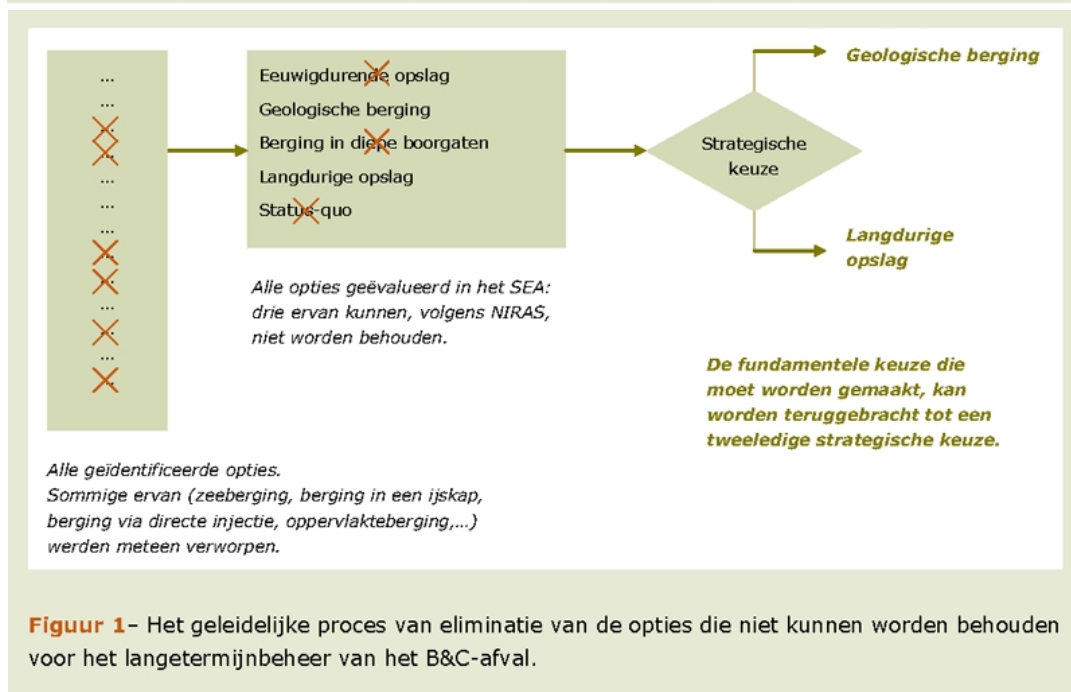 ...
...
...
...
...
...
...
...
...
...
...
...
...
Eeuwigdurende opslag
Geologische berging
Berging in diepe boorgaten
Langdurige opslag
Status-quo
Alle opties geëvalueerd in het SEA:
drie ervan kunnen, volgens NIRAS,
niet worden behouden.
Strategische
keuze
Geologische berging
Langdurige
opslag
De fundamentele keuze die
moet worden gemaakt, kan
worden teruggebracht tot een
tweeledige strategische keuze.
Alle geïdentificeerde opties.
Sommige ervan (zeeberging, berging in een ijskap,
berging via directe injectie, oppervlakteberging,...)
werden meteen verworpen.
Figuur 1– Het geleidelijke proces van eliminatie van de opties die niet kunnen worden behouden
voor het langetermijnbeheer van het B&C-afval.